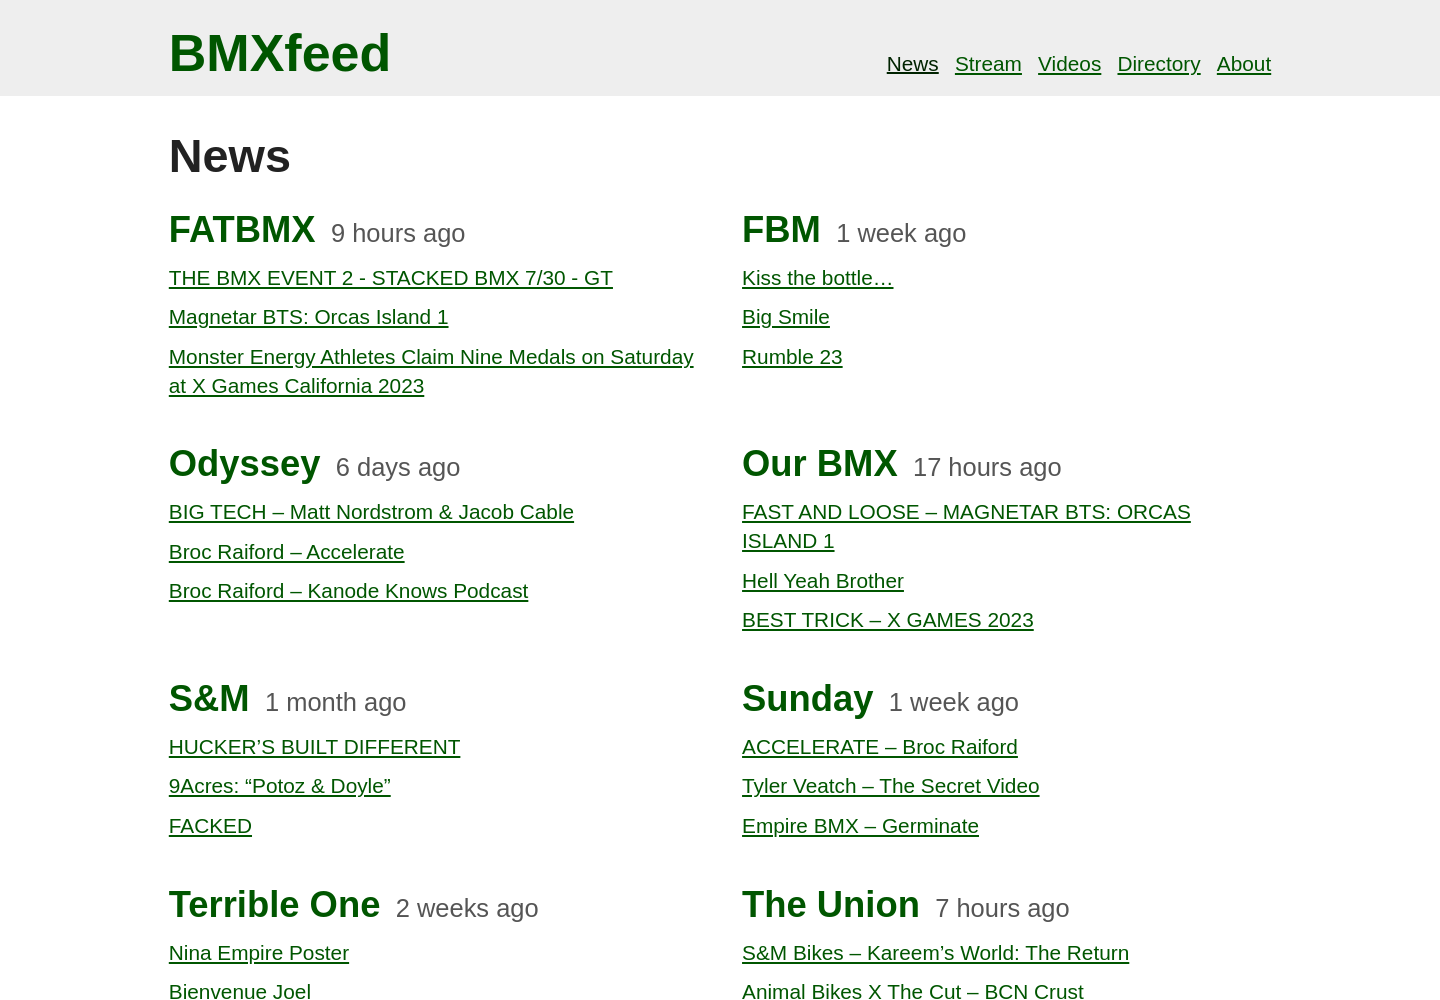 BMXfeed
News Stream Videos Directory About
News
FATBMX 9 hours ago
THE BMX EVENT 2 - STACKED BMX 7/30 - GT
Magnetar BTS: Orcas Island 1
Monster Energy Athletes Claim Nine Medals on Saturday
at X Games California 2023
FBM 1 week ago
Kiss the bottle…
Big Smile
Rumble 23
Odyssey 6 days ago
BIG TECH – Matt Nordstrom & Jacob Cable
Broc Raiford – Accelerate
Broc Raiford – Kanode Knows Podcast
Our BMX 17 hours ago
FAST AND LOOSE – MAGNETAR BTS: ORCAS
ISLAND 1
Hell Yeah Brother
BEST TRICK – X GAMES 2023
S&M 1 month ago
HUCKER’S BUILT DIFFERENT
9Acres: “Potoz & Doyle”
FACKED
Sunday 1 week ago
ACCELERATE – Broc Raiford
Tyler Veatch – The Secret Video
Empire BMX – Germinate
Terrible One 2 weeks ago
Nina Empire Poster
Bienvenue Joel
The Union 7 hours ago
S&M Bikes – Kareem’s World: The Return
Animal Bikes X The Cut – BCN Crust